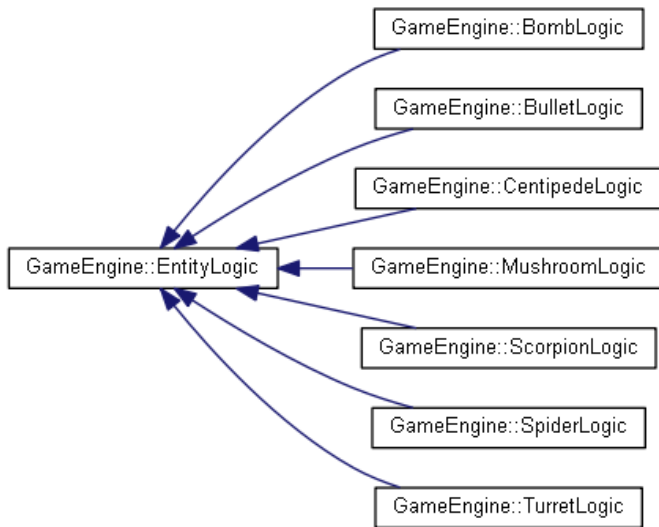 GameEngine::BombLogic
GameEngine::BulletLogic
GameEngine::CentipedeLogic
GameEngine::EntityLogic
GameEngine::MushroomLogic
GameEngine::ScorpionLogic
GameEngine::SpiderLogic
GameEngine::TurretLogic